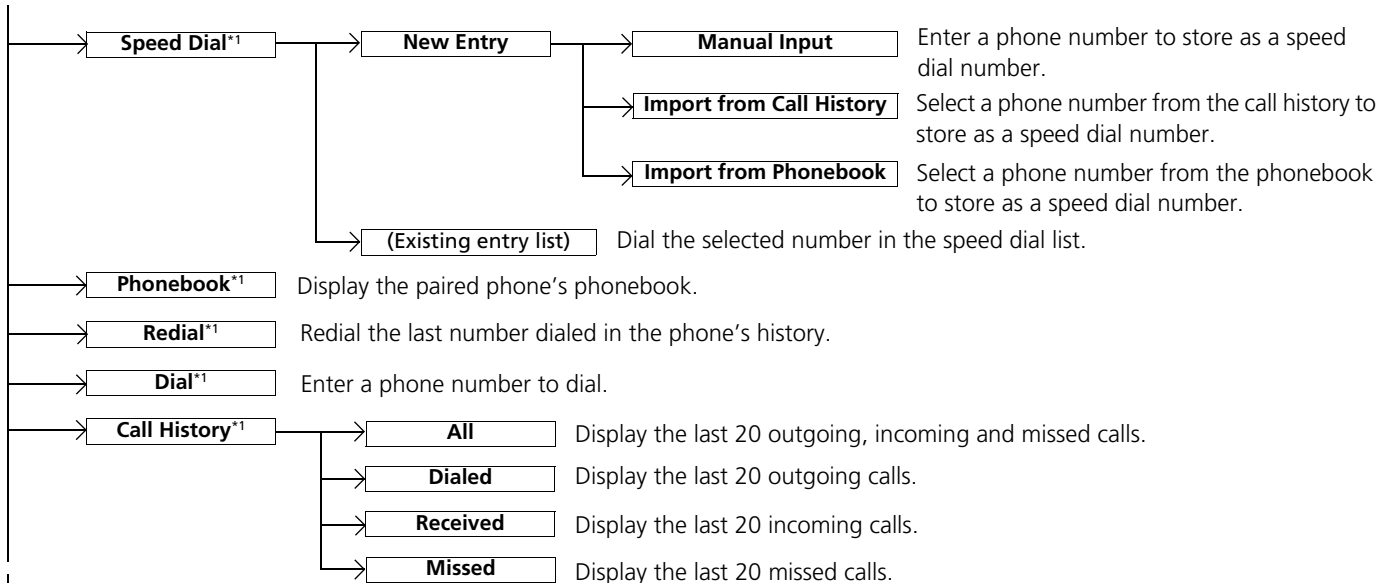 Speed Dial*1
New Entry
Manual Input
Enter a phone number to store as a speed
dial number.
Import from Call History
Select a phone number from the call history to
store as a speed dial number.
Import from Phonebook
Select a phone number from the phonebook
to store as a speed dial number.
(Existing entry list)
Dial the selected number in the speed dial list.
Phonebook*1
Display the paired phone’s phonebook.
Redial*1
Redial the last number dialed in the phone’s history.
Dial*1
Enter a phone number to dial.
Call History*1
All
Display the last 20 outgoing, incoming and missed calls.
Dialed
Display the last 20 outgoing calls.
Received
Display the last 20 incoming calls.
Missed
Display the last 20 missed calls.